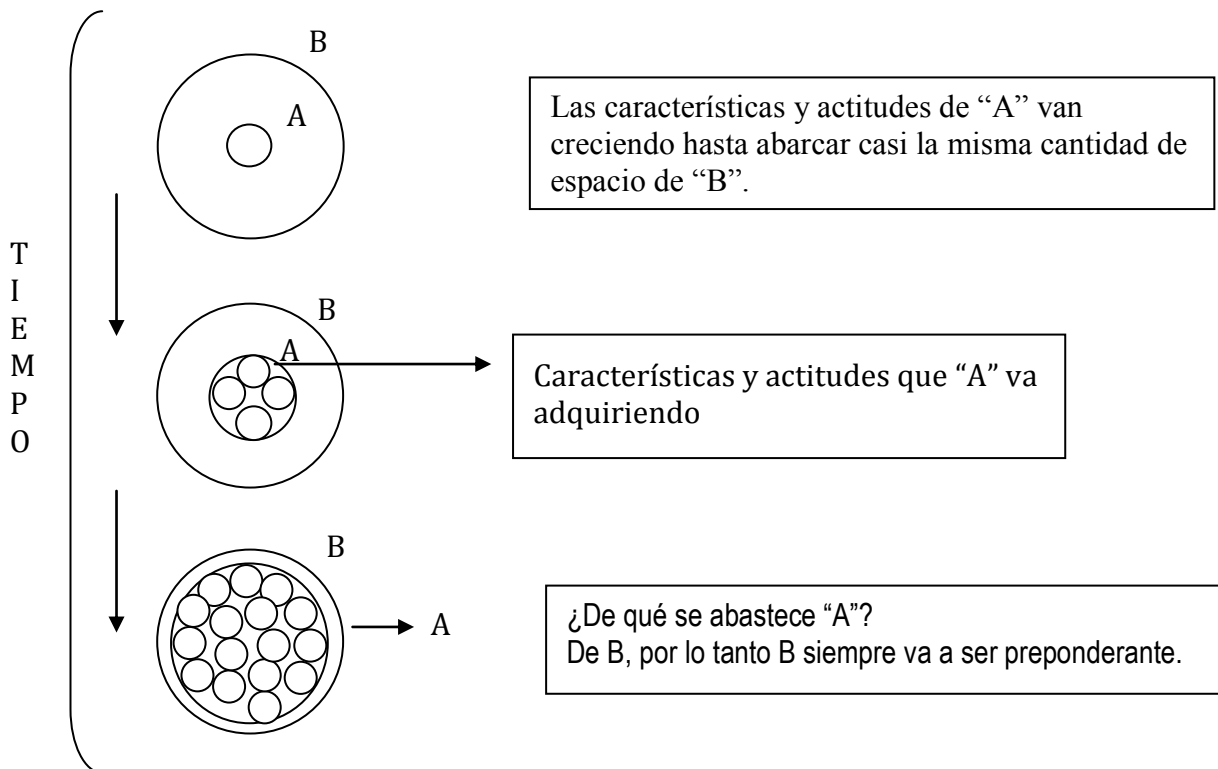 B
A
Las características y actitudes de “A” van
creciendo hasta abarcar casi la misma cantidad de
espacio de “B”.
T
I
E
M
P
O
B
A
Características y actitudes que “A” va
adquiriendo
B
A
¿De qué se abastece “A”?
De B, por lo tanto B siempre va a ser preponderante.